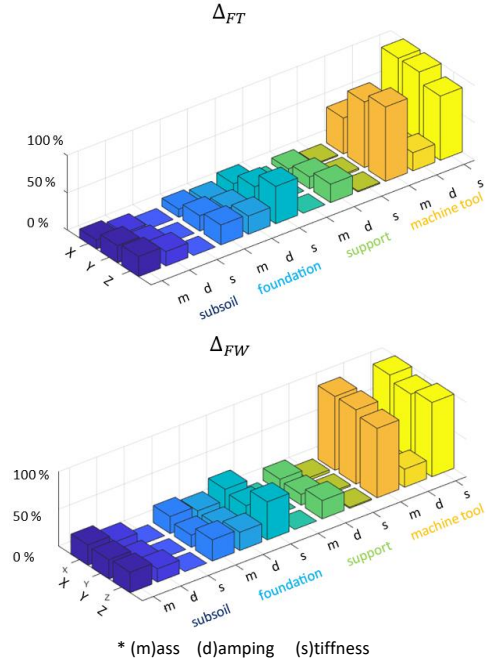 Δ_FT
100 %
50 %
0 %
X
Y
Z
m
d
s
m
d
s
m
d
s
m
d
s
subsoil
foundation
support
machine tool
Δ_FW
100 %
50 %
0 %
X
Y
Z
X
Y
Z
m
d
s
m
d
s
m
d
s
m
d
s
subsoil
foundation
support
machine tool
* (m)ass (d)amping (s)tiffness